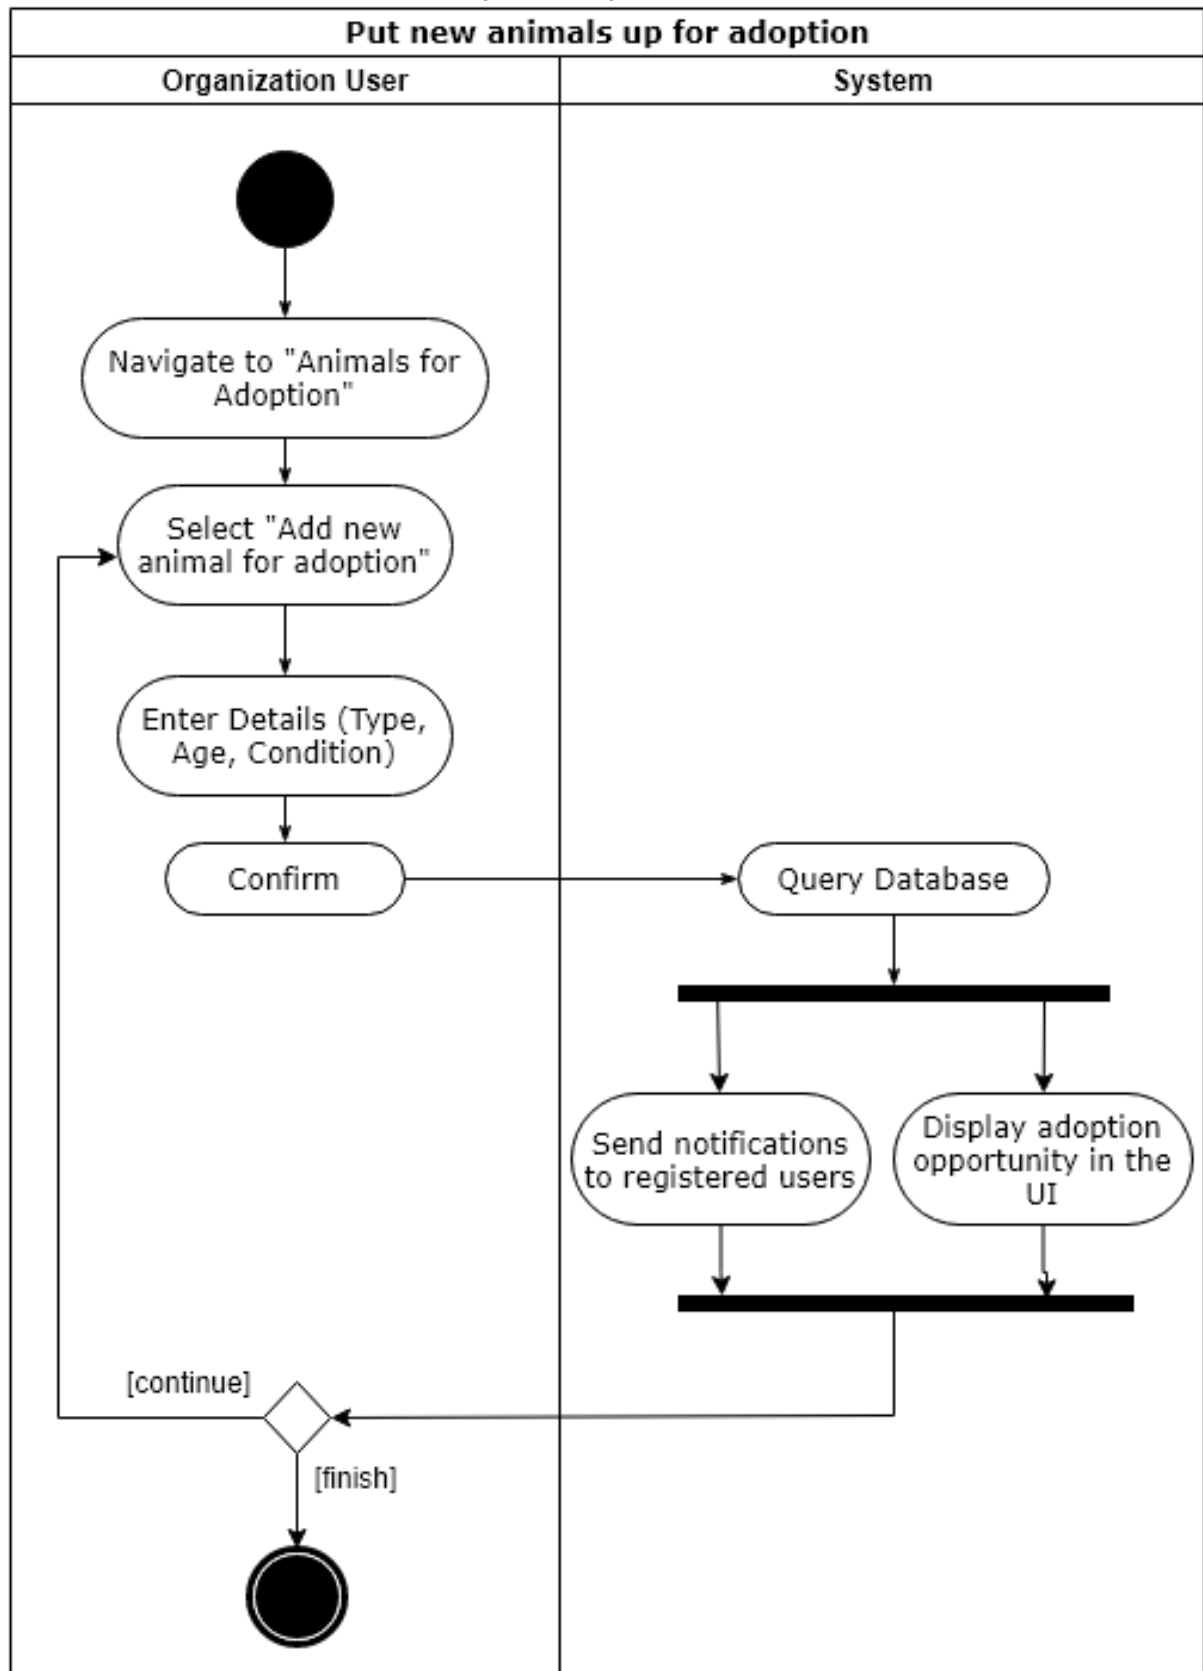 Put new animals up for adoption
Organization User
System
Navigate to "Animals for
Adoption"
Select "Add new
animal for adoption"
Enter Details (Type,
Age, Condition)
Confirm
Query Database
Send notifications
to registered users
Display adoption
opportunity in the
UI
[continue]
[finish]